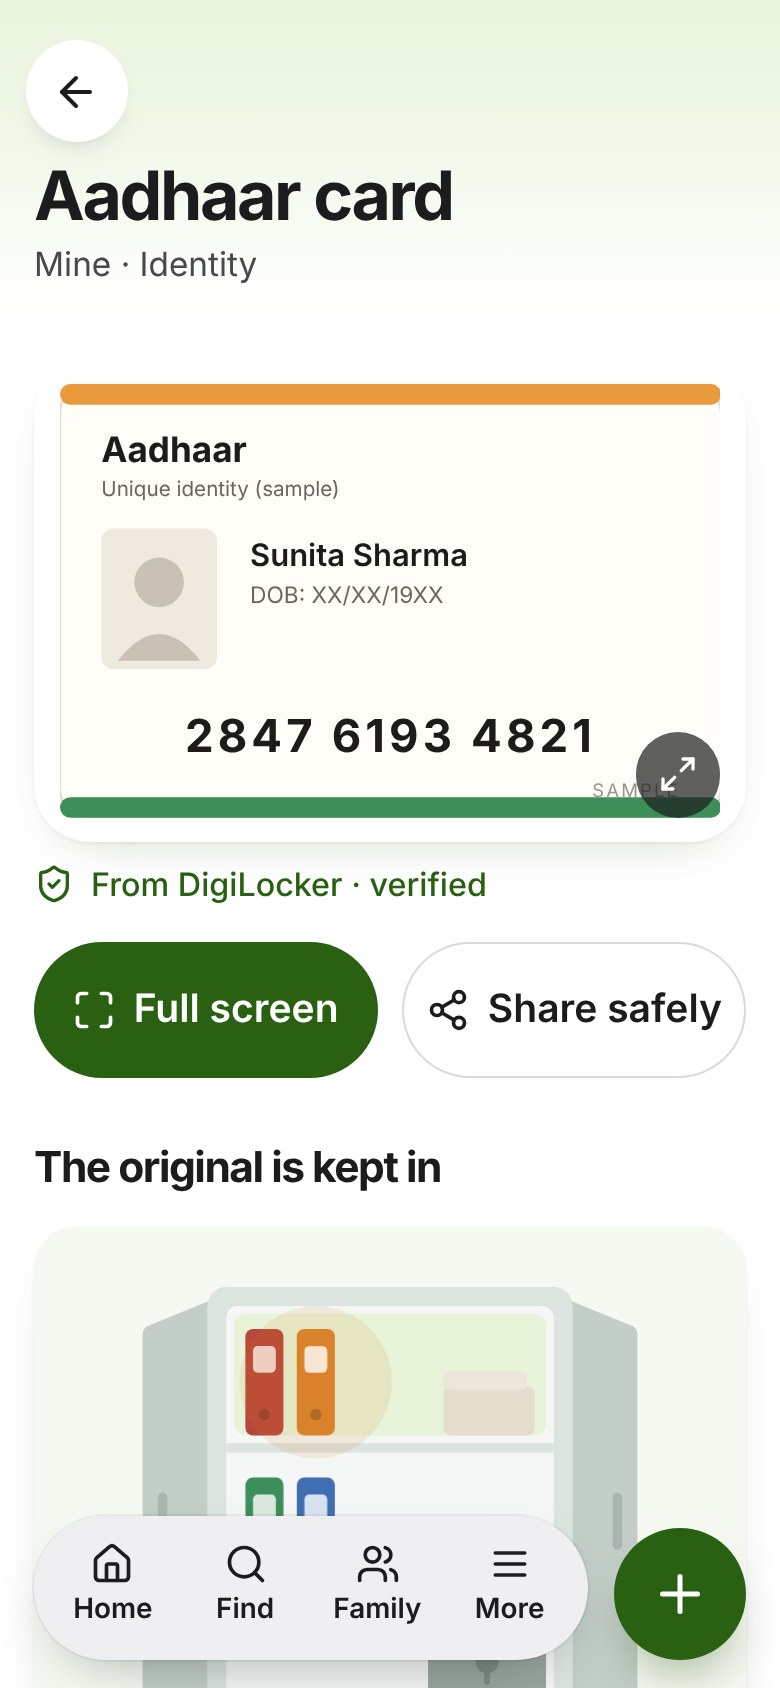 Aadhaar card
Mine · Identity
Aadhaar
Unique identity (sample)
Sunita Sharma
DOB: XX/XX/19XX
2847 6193 4821
SAMPLE
From DigiLocker · verified
Full screen
Share safely
The original is kept in
Home
Find
Family
More